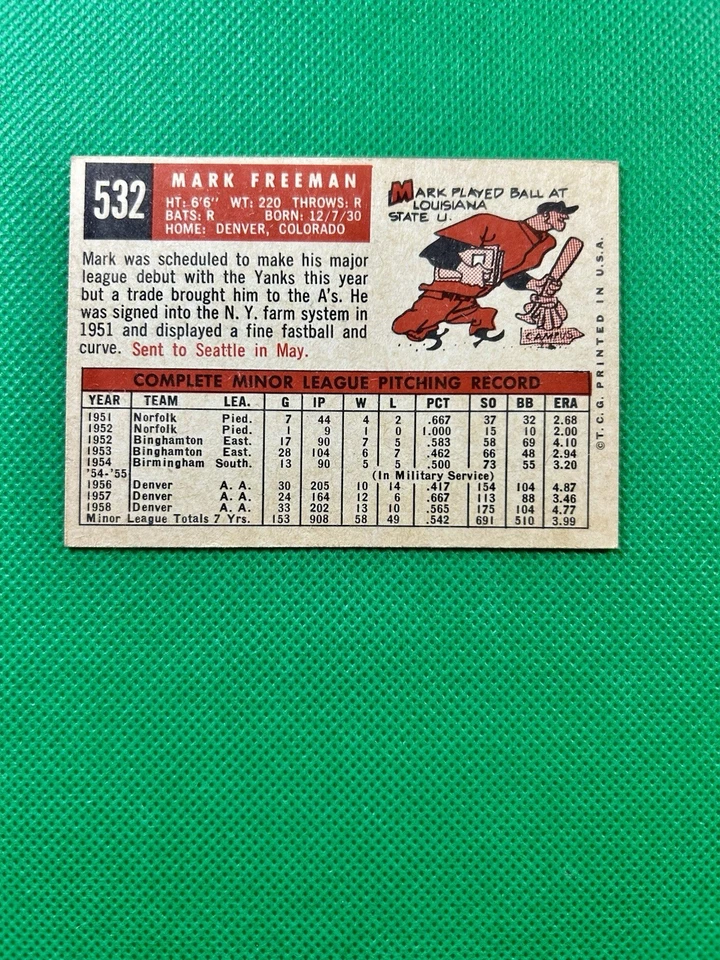 532
MARK FREEMAN
HT: 6'6" WT: 220 THROWS: R
BATS: R BORN: 12/7/30
HOME: DENVER, COLORADO
Mark was scheduled to make his major
league debut with the Yanks this year
but a trade brought him to the A's. He
was signed into the N. Y. farm system in
1951 and displayed a fine fastball and
curve. Sent to Seattle in May.
MARK PLAYED BALL AT
LOUISIANA
STATE U.
CAMPUS
©T.C.G. PRINTED IN U.S.A.
COMPLETE MINOR LEAGUE PITCHING RECORD
YEAR TEAM LEA. G IP W L PCT SO BB ERA
1951 Norfolk Pied. 7 44 4 2 .667 37 32 2.68
1952 Norfolk Pied. 1 9 1 0 1.000 15 10 2.00
1952 Binghamton East. 17 90 7 5 .583 58 69 4.10
1953 Binghamton East. 28 104 6 7 .462 66 48 2.94
1954 Birmingham South. 13 90 5 5 .500 73 55 3.20
'54-'55 (In Military Service)
1956 Denver A. A. 30 205 10 14 .417 154 104 4.87
1957 Denver A. A. 24 164 12 6 .667 113 88 3.46
1958 Denver A. A. 33 202 13 10 .565 175 104 4.77
Minor League Totals 7 Yrs. 153 908 58 49 .542 691 510 3.99